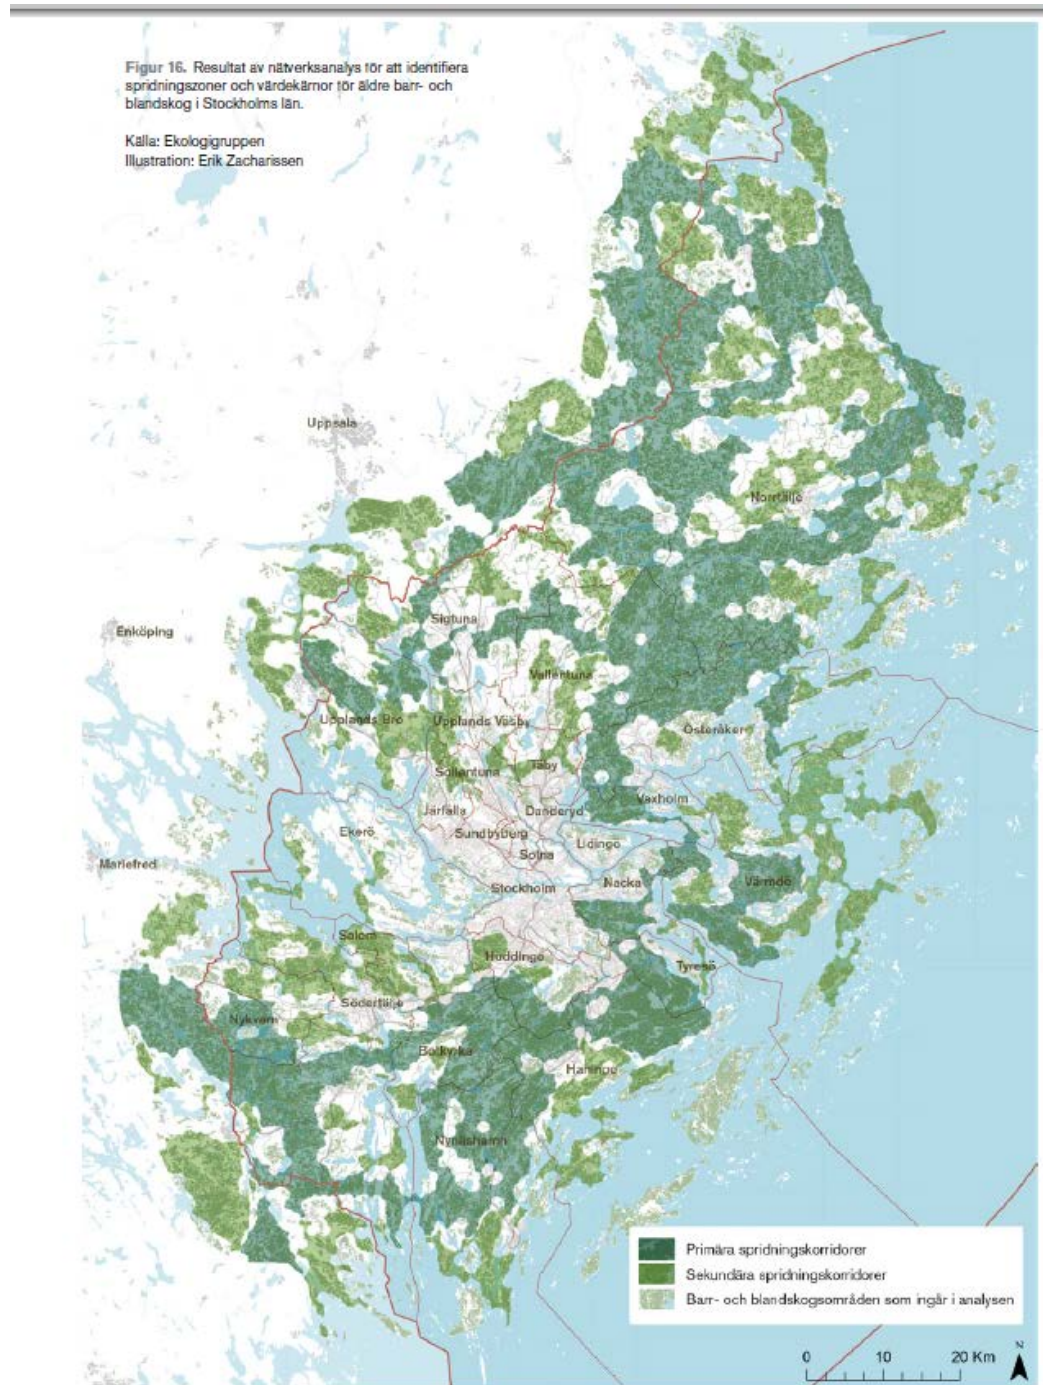 Figur 16. Resultat av nätverksanalys för att identifiera
spridningszoner och värdekärnor för äldre barr- och
blandskog i Stockholms län.
Källa: Ekologigruppen
Illustration: Erik Zacharissen
Uppsala
Norrtälje
Enköping
Sigtuna
Vallentuna
Upplands Bro
Upplands Väsby
Österåker
Sollentuna
Täby
Järfälla
Danderyd
Vaxholm
Ekerö
Sundbyberg
Lidingö
Solna
Mariefred
Stockholm
Nacka
Värmdö
Salem
Huddinge
Tyresö
Södertälje
Nykvarn
Botkyrka
Haninge
Nynäshamn
Primära spridningskorridorer
Sekundära spridningskorridorer
Barr- och blandskogsområden som ingår i analysen
0 10 20 Km
N